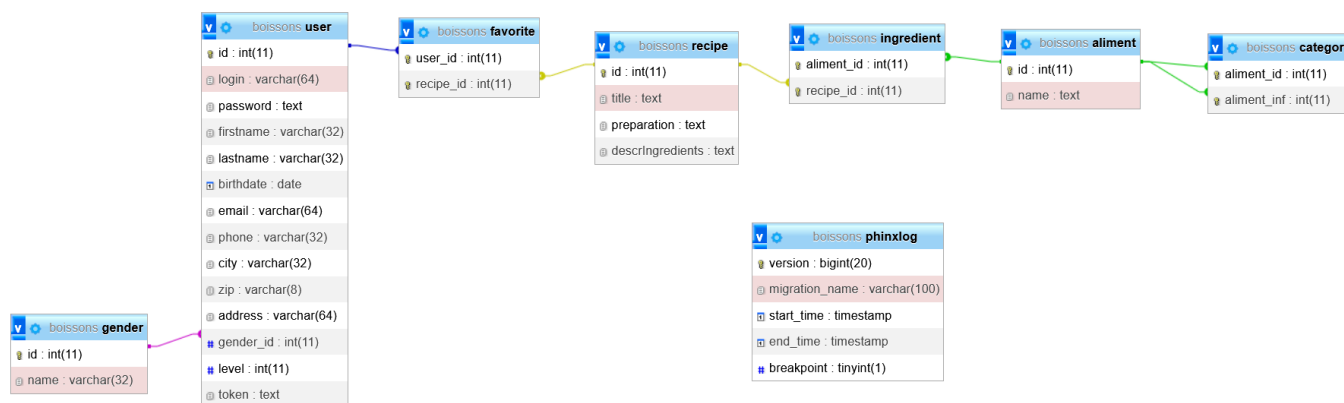 boissons user
id : int(11)
login : varchar(64)
password : text
firstname : varchar(32)
lastname : varchar(32)
birthdate : date
email : varchar(64)
phone : varchar(32)
city : varchar(32)
zip : varchar(8)
address : varchar(64)
gender_id : int(11)
level : int(11)
token : text
boissons favorite
user_id : int(11)
recipe_id : int(11)
boissons recipe
id : int(11)
title : text
preparation : text
descrIngredients : text
boissons ingredient
aliment_id : int(11)
recipe_id : int(11)
boissons aliment
id : int(11)
name : text
boissons categor
aliment_id : int(11)
aliment_inf : int(11)
boissons phinxlog
version : bigint(20)
migration_name : varchar(100)
start_time : timestamp
end_time : timestamp
breakpoint : tinyint(1)
boissons gender
id : int(11)
name : varchar(32)